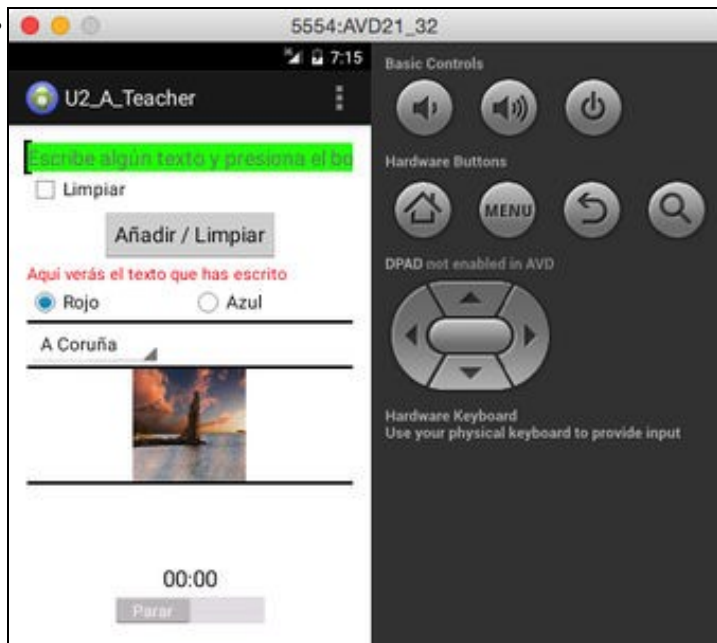 5554:AVD21_32
7:15
U2_A_Teacher
Escribe algún texto y presiona el bo
Limpiar
Añadir / Limpiar
Aquí verás el texto que has escrito
Rojo
Azul
A Coruña
00:00
Parar
Basic Controls
Hardware Buttons
MENU
DPAD not enabled in AVD
Hardware Keyboard
Use your physical keyboard to provide input